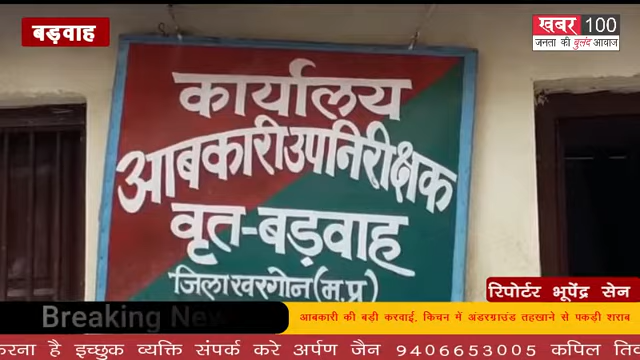 बड़वाह
खबर 100
जनता की बुलंद आवाज
कार्यालय
आबकारी उपनिरीक्षक
वृत-बड़वाह
जिला खरगोन (म.प्र)
रिपोर्टर भूपेंद्र सेन
Breaking New
आबकारी की बड़ी करवाई, किचन में अंडरग्राउंड तहखाने से पकड़ी शराब
करना है इच्छुक व्यक्ति संपर्क करे अर्पण जैन 9406653005 कपिल